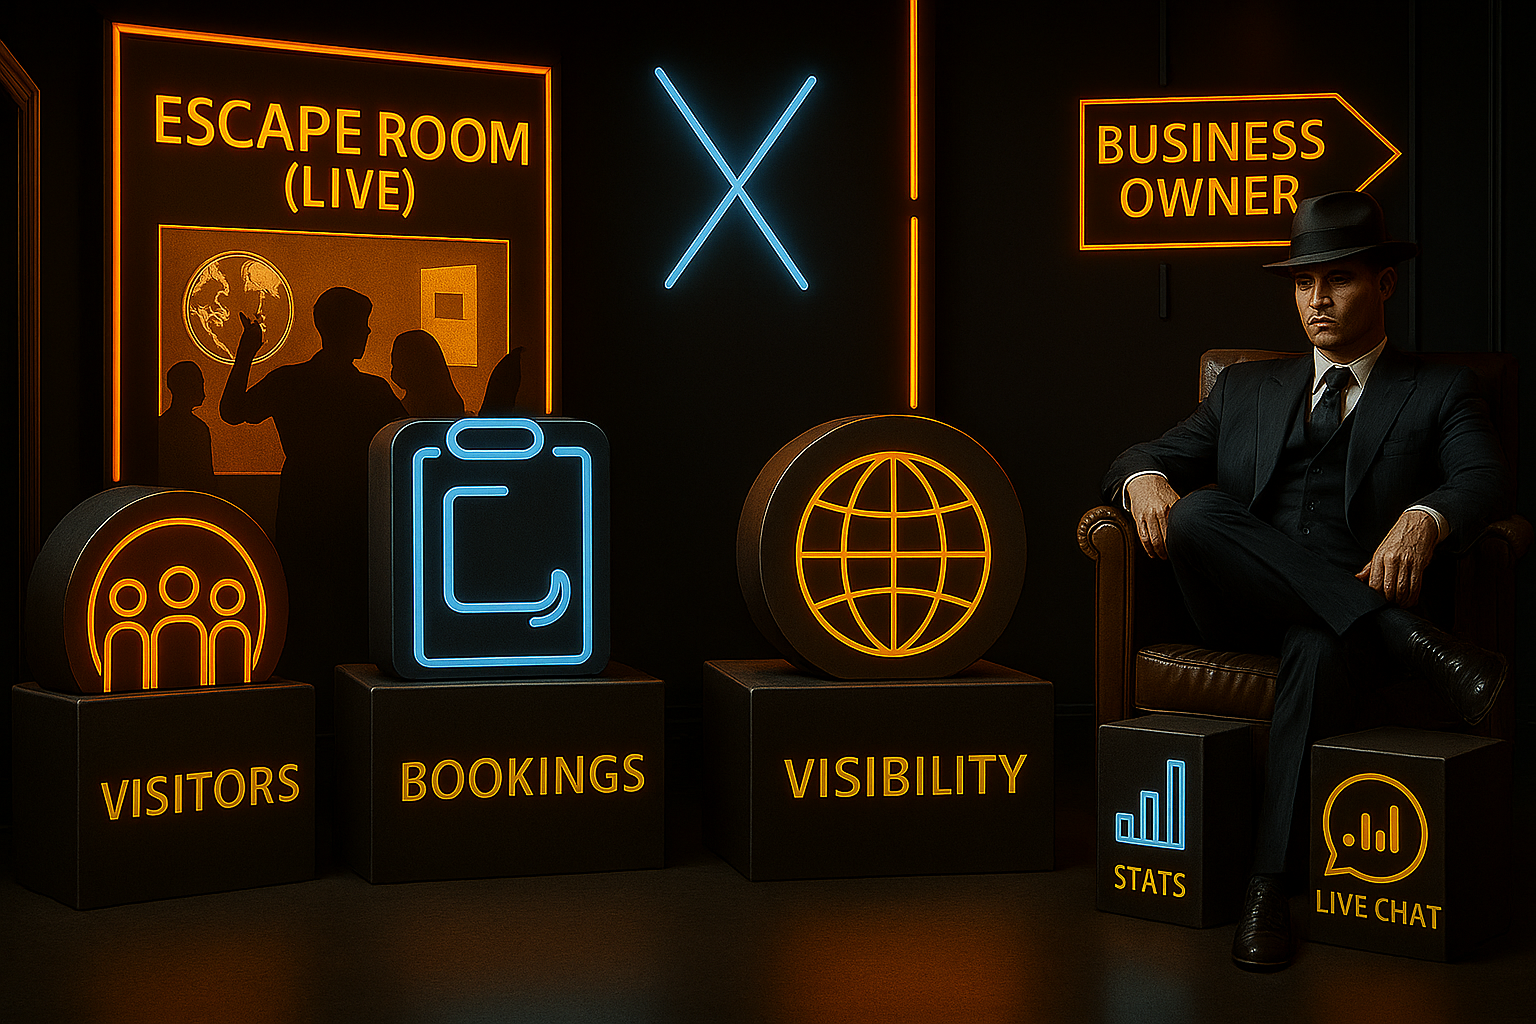 ESCAPE ROOM
(LIVE)
BUSINESS
OWNER
VISITORS
BOOKINGS
VISIBILITY
STATS
LIVE CHAT